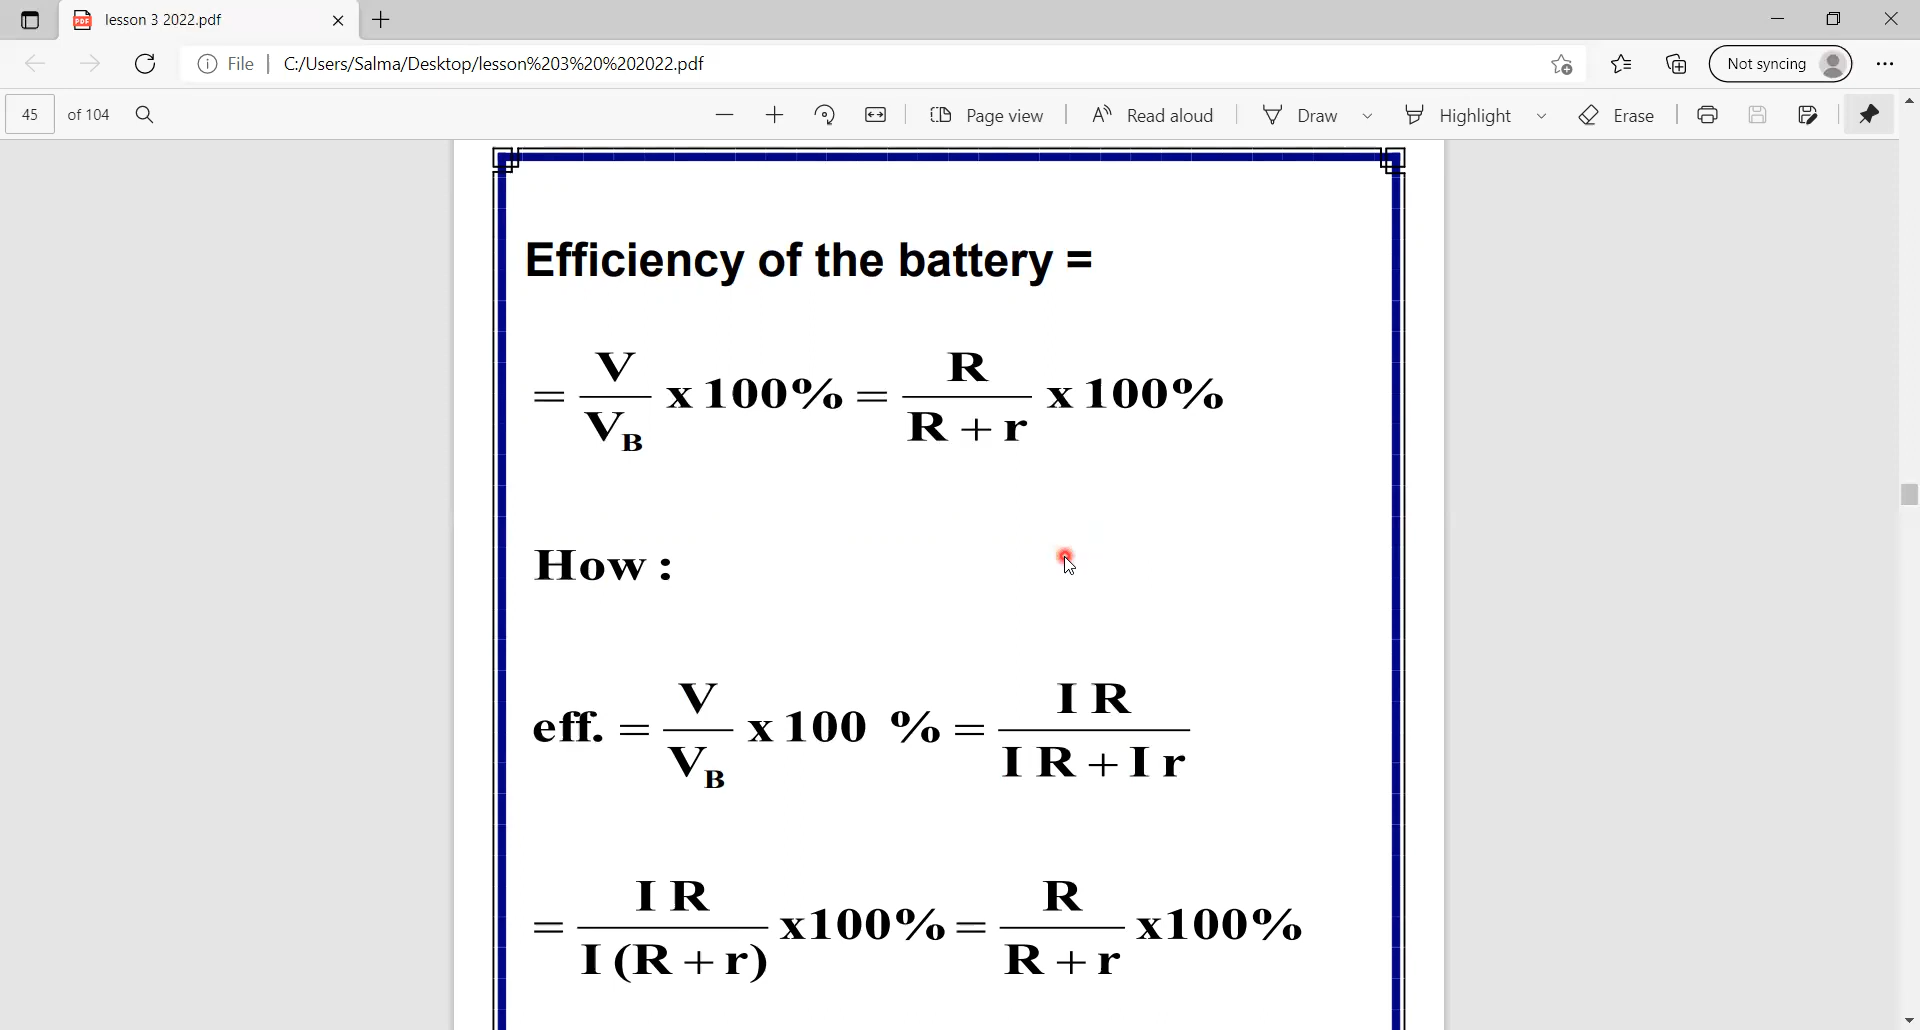 lesson 3 2022.pdf
File | C:/Users/Salma/Desktop/lesson%203%20%202022.pdf
Not syncing
45 of 104
Page view
Read aloud
Draw
Highlight
Erase
Efficiency of the battery =
= V / V_B x 100% = R / R + r x 100%
How :
eff. = V / V_B x 100 % = I R / I R + I r
= I R / I (R + r) x100% = R / R + r x100%